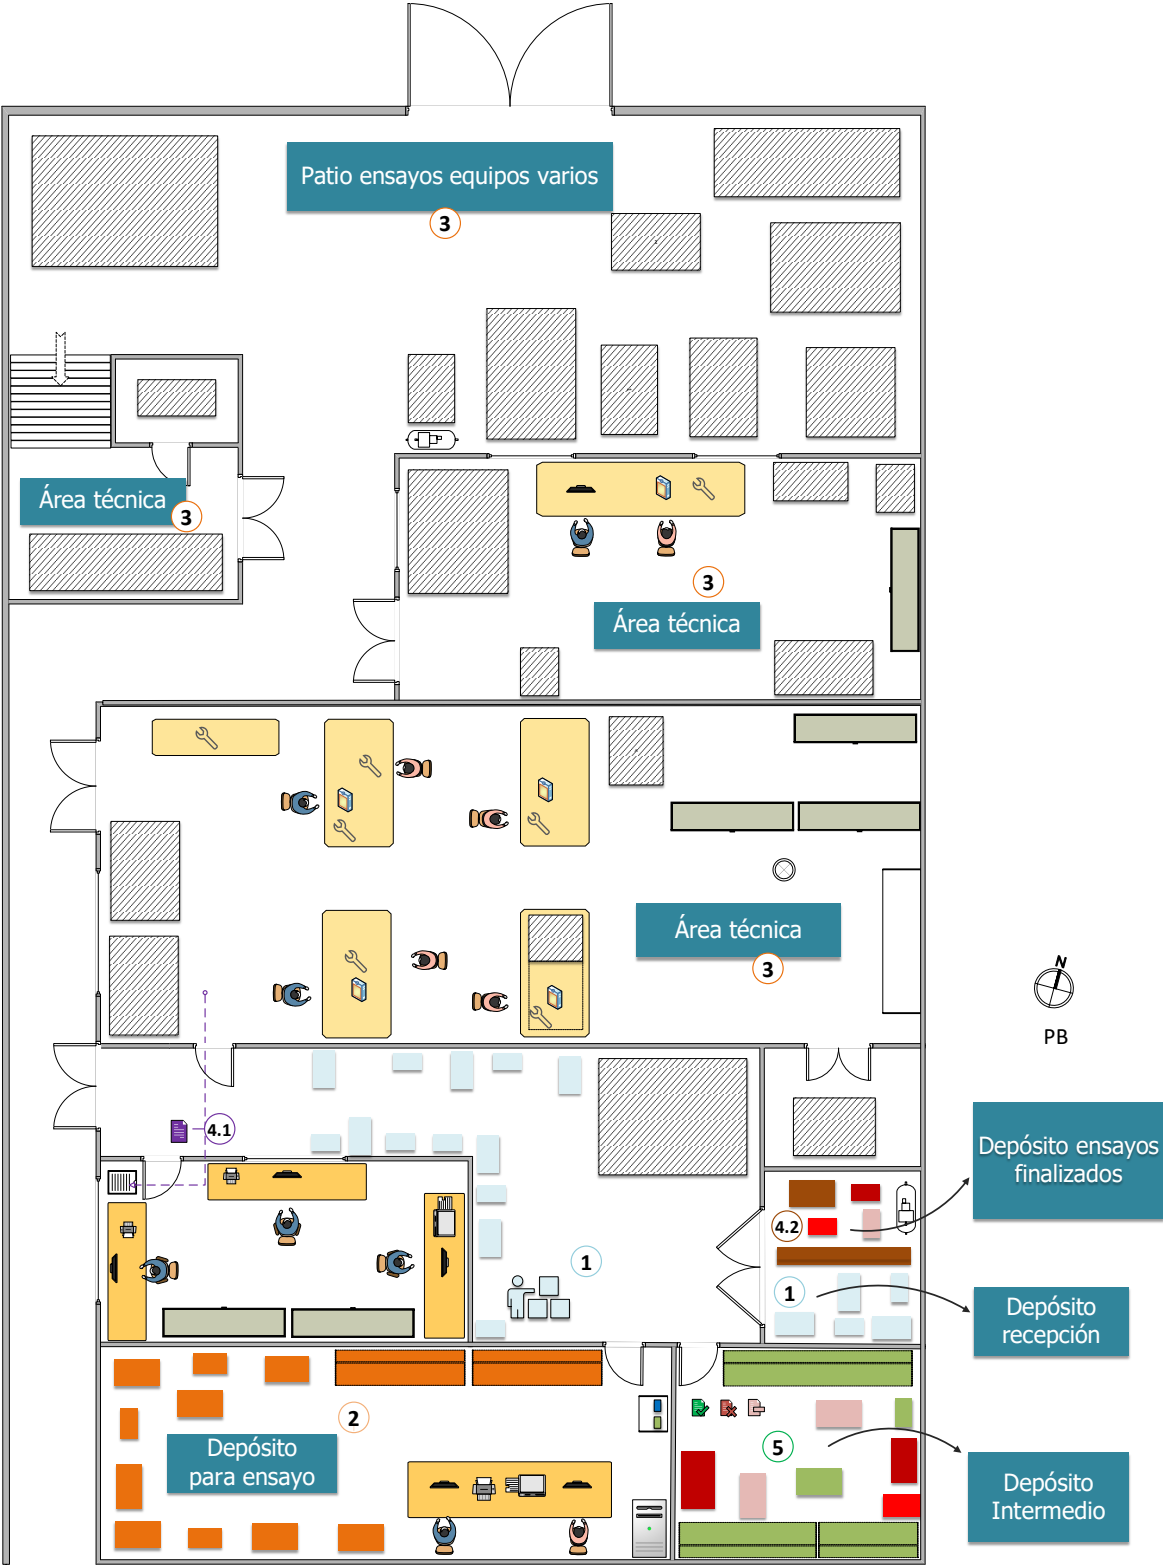 Patio ensayos equipos varios
3
Área técnica
3
3
Área técnica
Área técnica
3
N
PB
4.1
Depósito ensayos
finalizados
4.2
1
1
Depósito
recepción
2
Depósito
para ensayo
5
Depósito
Intermedio